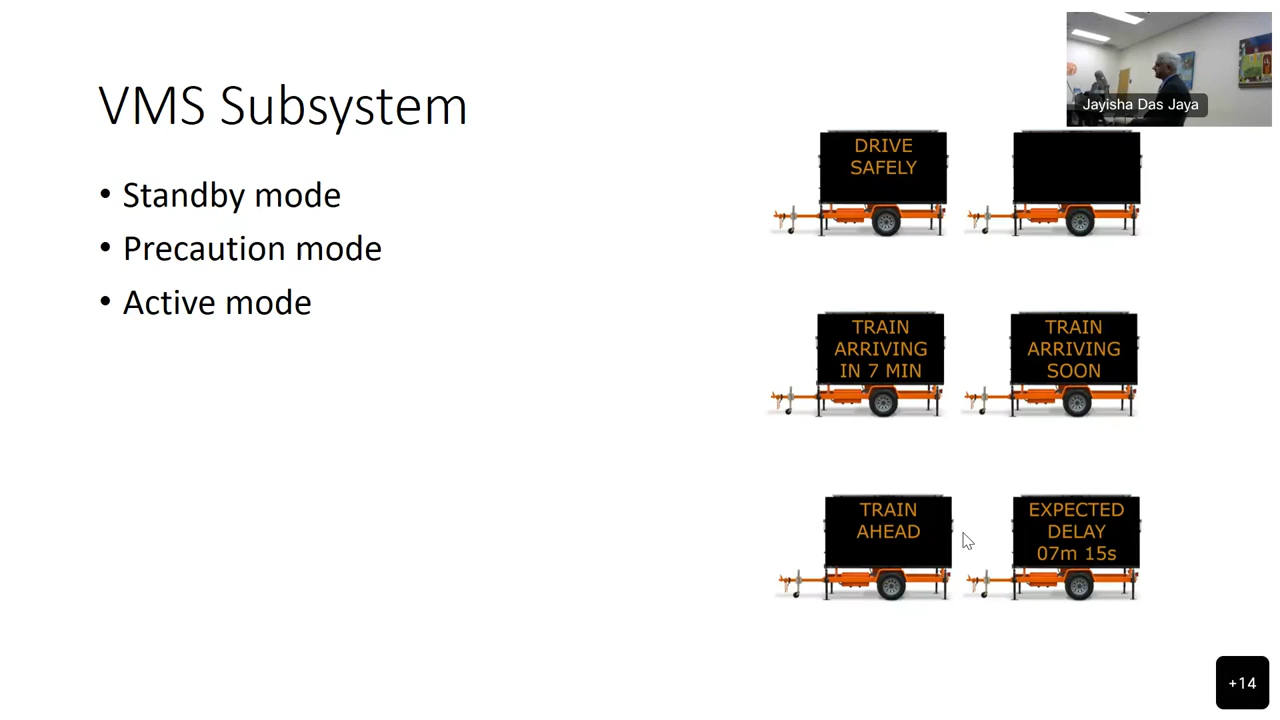 VMS Subsystem
• Standby mode
• Precaution mode
• Active mode
Jayisha Das Jaya
DRIVE
SAFELY
TRAIN
ARRIVING
IN 7 MIN
TRAIN
ARRIVING
SOON
TRAIN
AHEAD
EXPECTED
DELAY
07m 15s
+14